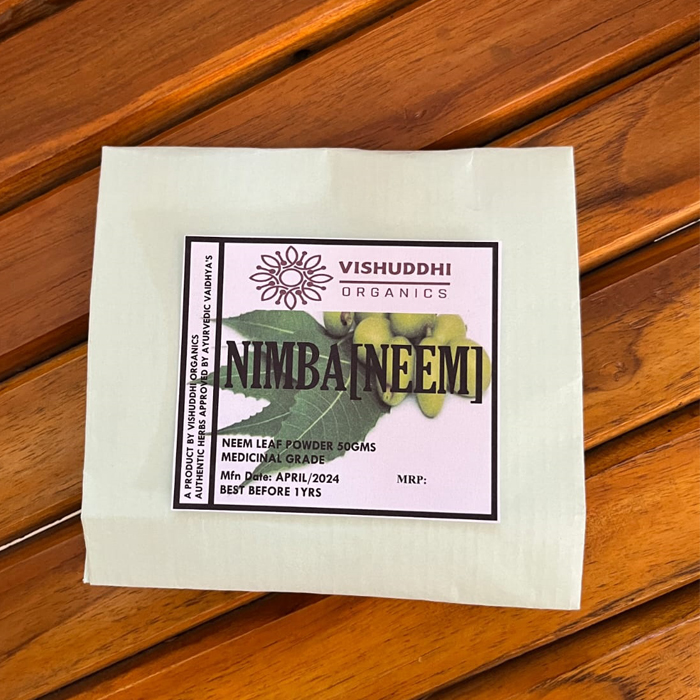 VISHUDDHI
ORGANICS
NIMBA[NEEM]
NEEM LEAF POWDER 50GMS
MEDICINAL GRADE
Mfn Date: APRIL/2024
BEST BEFORE 1YRS
MRP:
A PRODUCT BY VISHUDDHI ORGANICS
AUTHENTIC HERBS APPROVED BY AYURVEDIC VAIDHYA'S